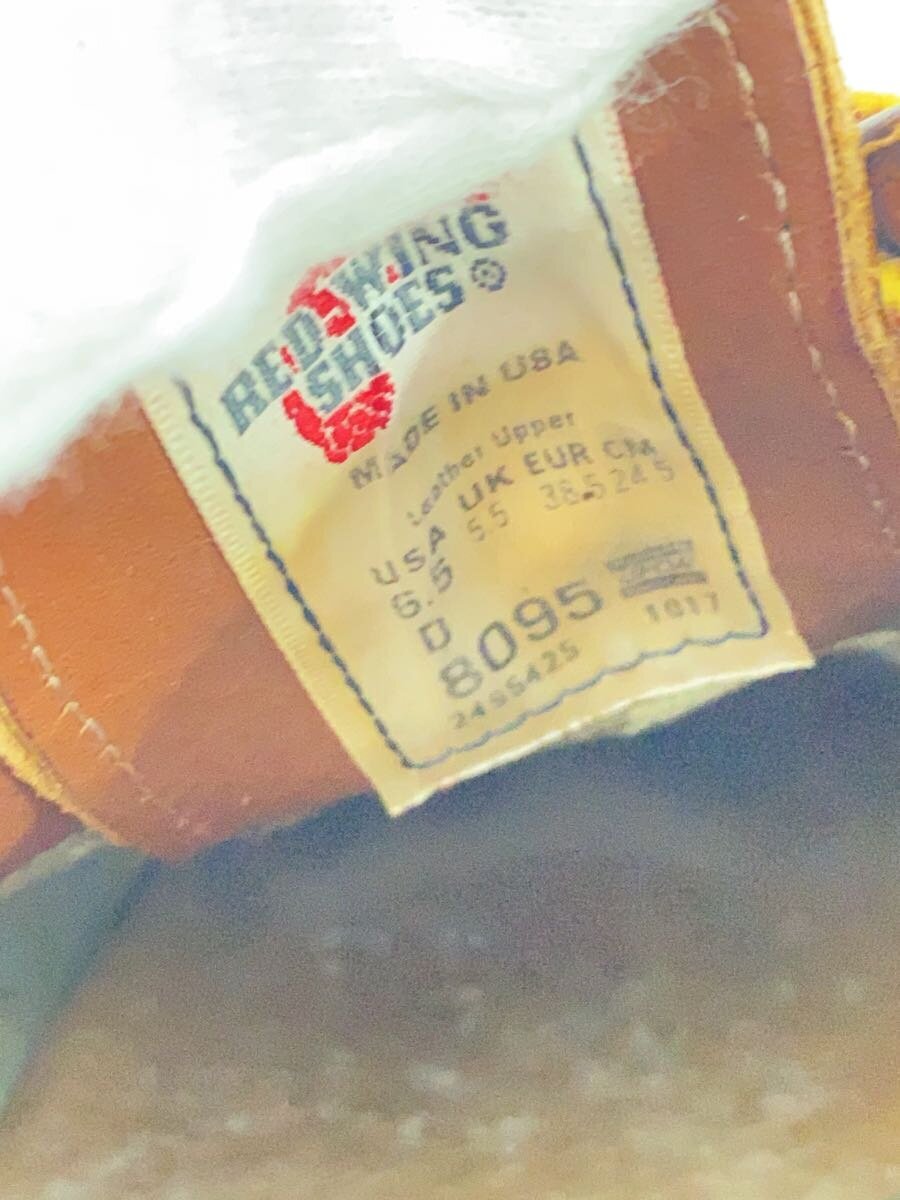 RED WING
SHOES ®
MADE IN USA
Leather Upper
USA UK EUR CM
6.5 5.5 38.5 24.5
D
8095
2495425 1017